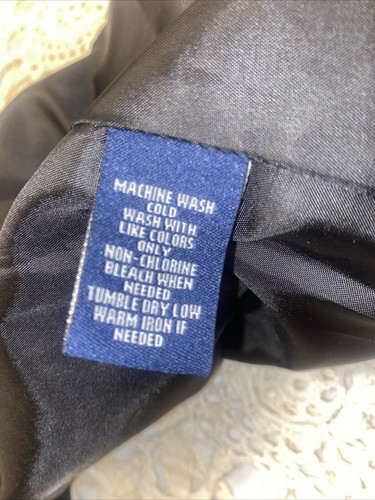 MACHINE WASH
COLD
WASH WITH
LIKE COLORS
ONLY
NON-CHLORINE
BLEACH WHEN
NEEDED
TUMBLE DRY LOW
WARM IRON IF
NEEDED